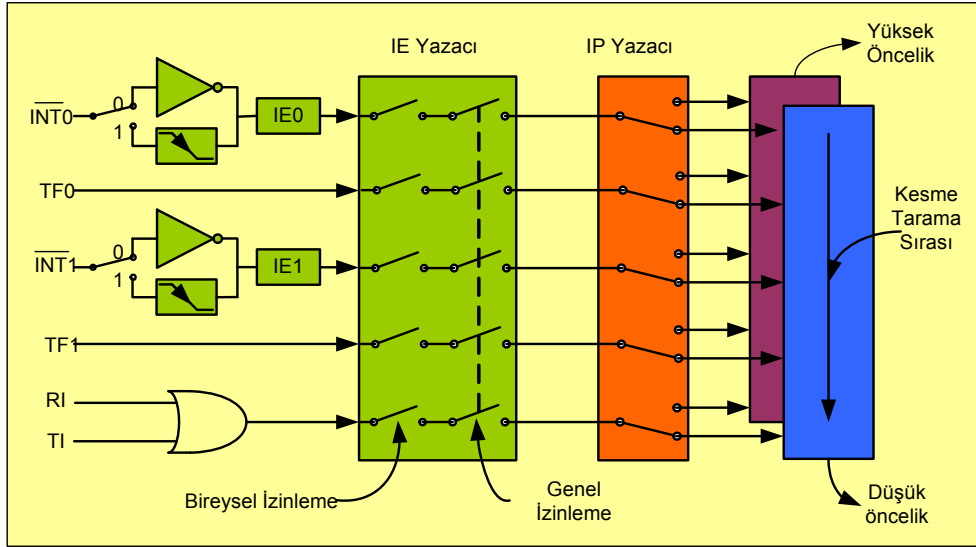 IE Yazacı
IP Yazacı
Yüksek
Öncelik
INT0
0
1
IE0
TF0
INT1
0
1
IE1
TF1
RI
TI
Kesme
Tarama
Sırası
Bireysel İzinleme
Genel
İzinleme
Düşük
öncelik